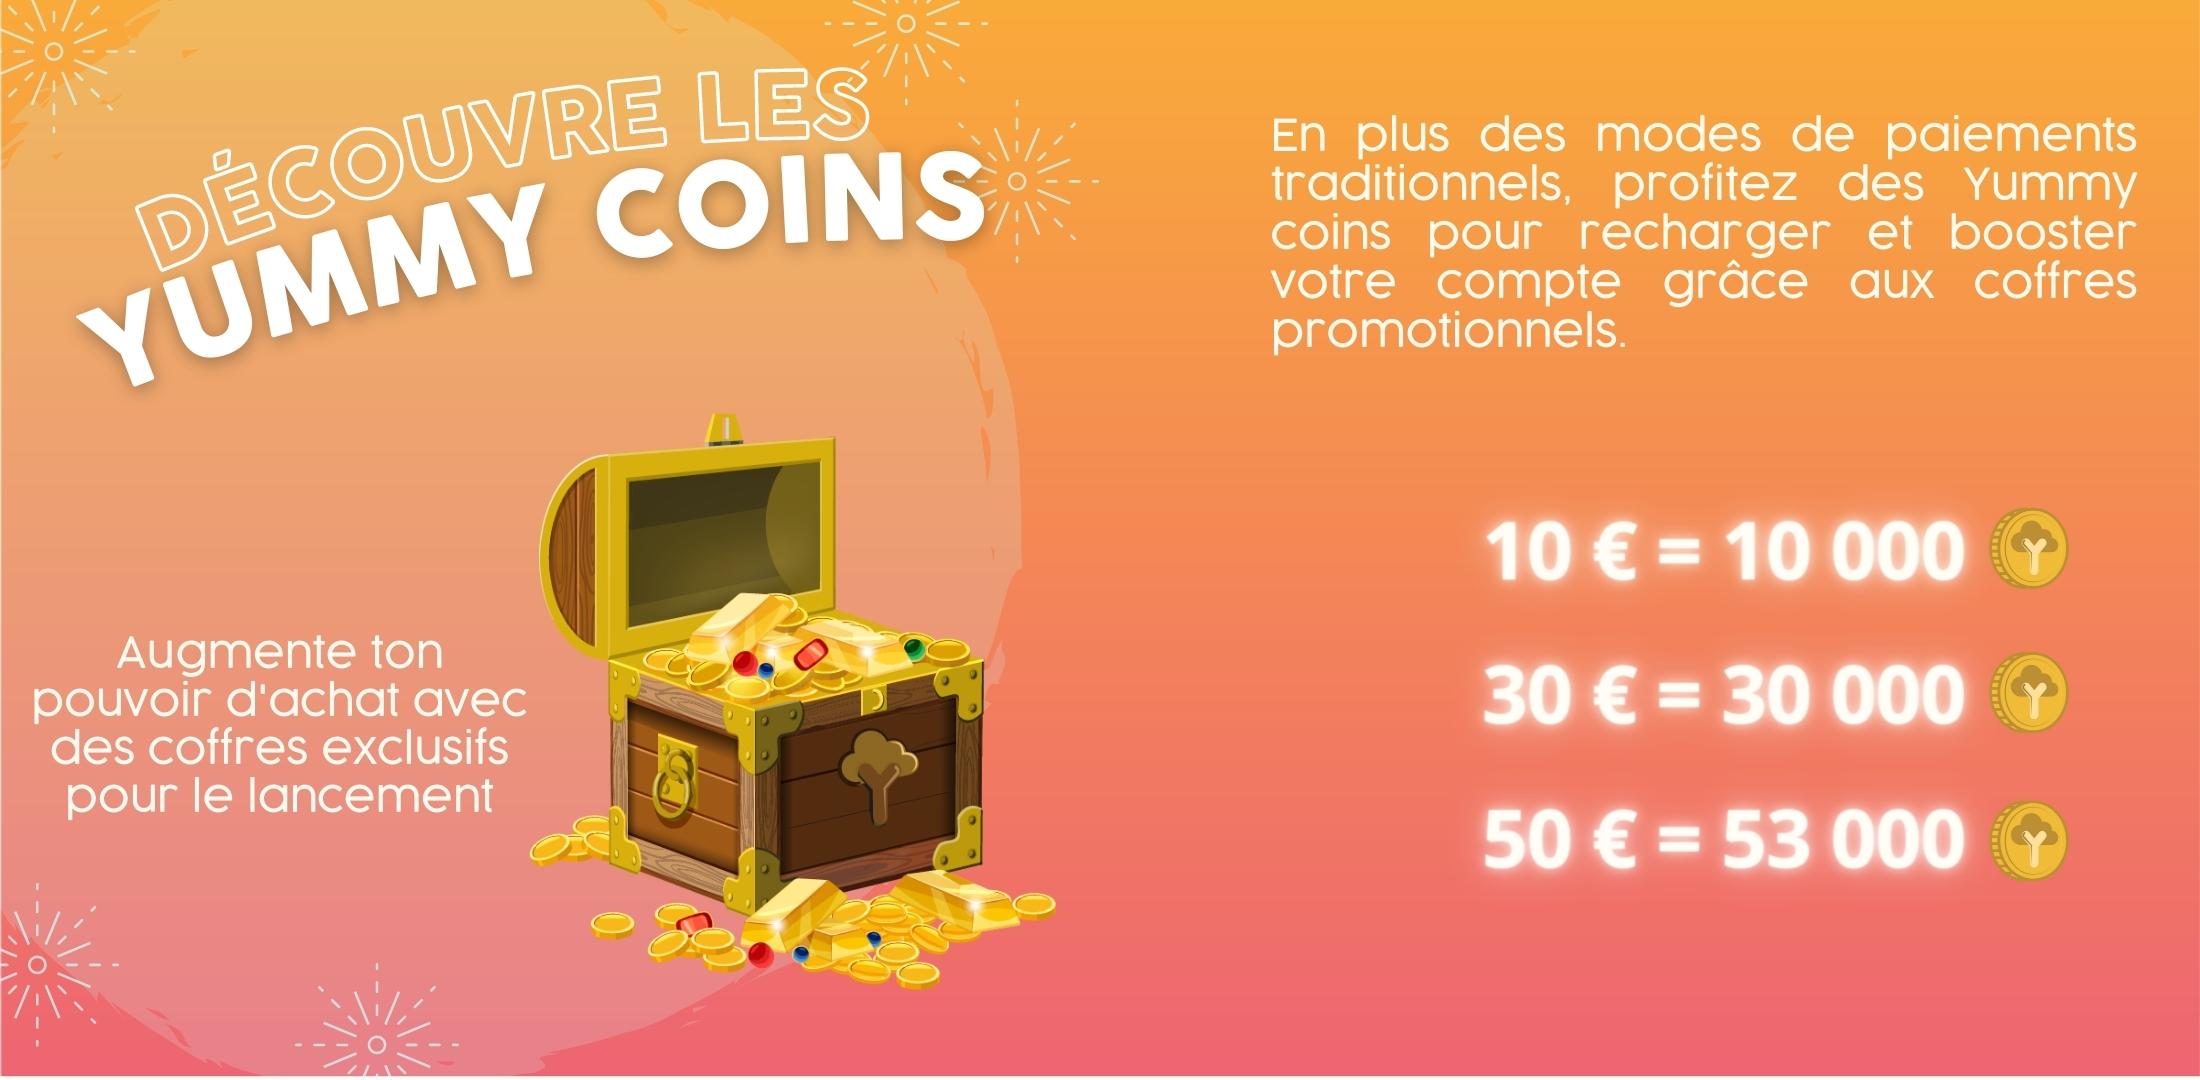 DÉCOUVRE LES
YUMMY COINS
Augmente ton
pouvoir d'achat avec
des coffres exclusifs
pour le lancement
En plus des modes de paiements
traditionnels, profitez des Yummy
coins pour recharger et booster
votre compte grâce aux coffres
promotionnels.
10 € = 10 000
30 € = 30 000
50 € = 53 000